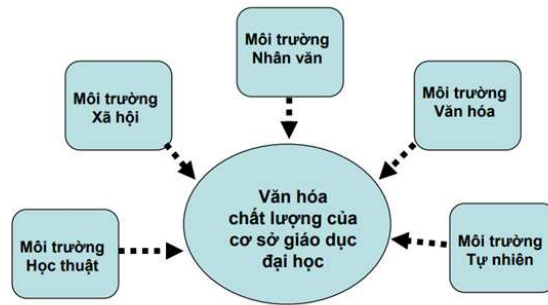 Môi trường
Nhân văn
Môi trường
Xã hội
Môi trường
Văn hóa
Văn hóa
chất lượng của
cơ sở giáo dục
đại học
Môi trường
Học thuật
Môi trường
Tự nhiên